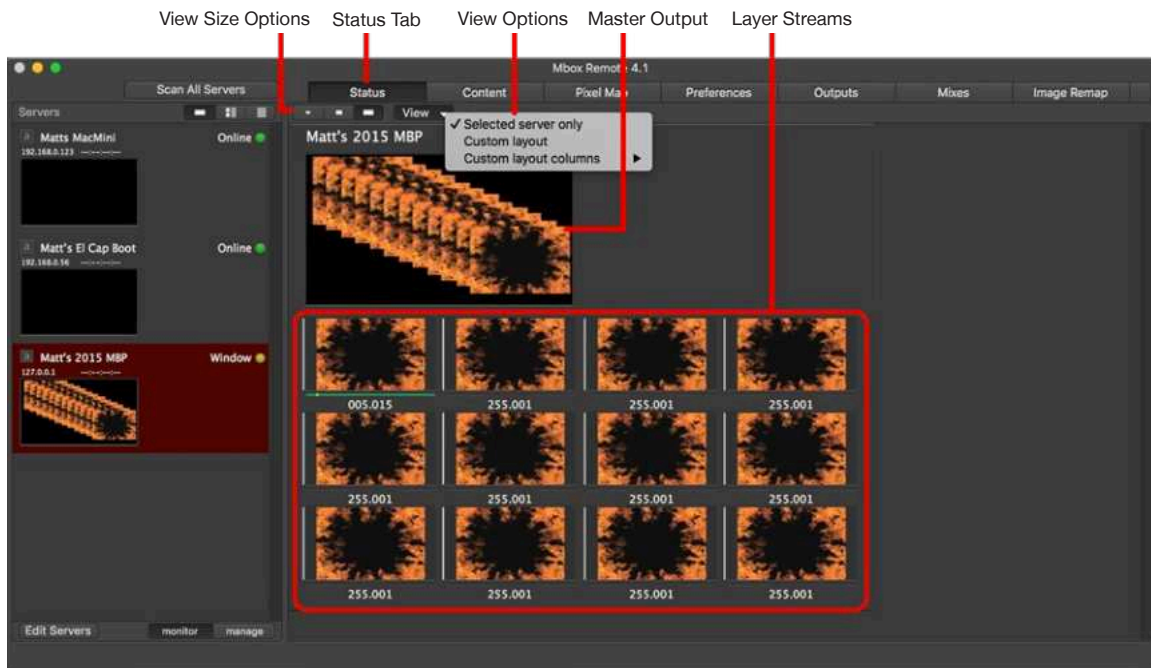 View Size Options Status Tab View Options Master Output Layer Streams
Mbox Remote 4.1
Scan All Servers Status Content Pixel Map Preferences Outputs Mixes Image Remap
Servers View
✓ Selected server only
Custom layout
Custom layout columns
Matts MacMini Online
192.168.0.123 --:--:--:--
Matt's El Cap Boot Online
192.168.0.56 --:--:--:--
Matt's 2015 MBP Window
127.0.0.1 --:--:--:--
Edit Servers monitor manage
Matt's 2015 MBP
005.015 255.001 255.001 255.001
255.001 255.001 255.001 255.001
255.001 255.001 255.001 255.001